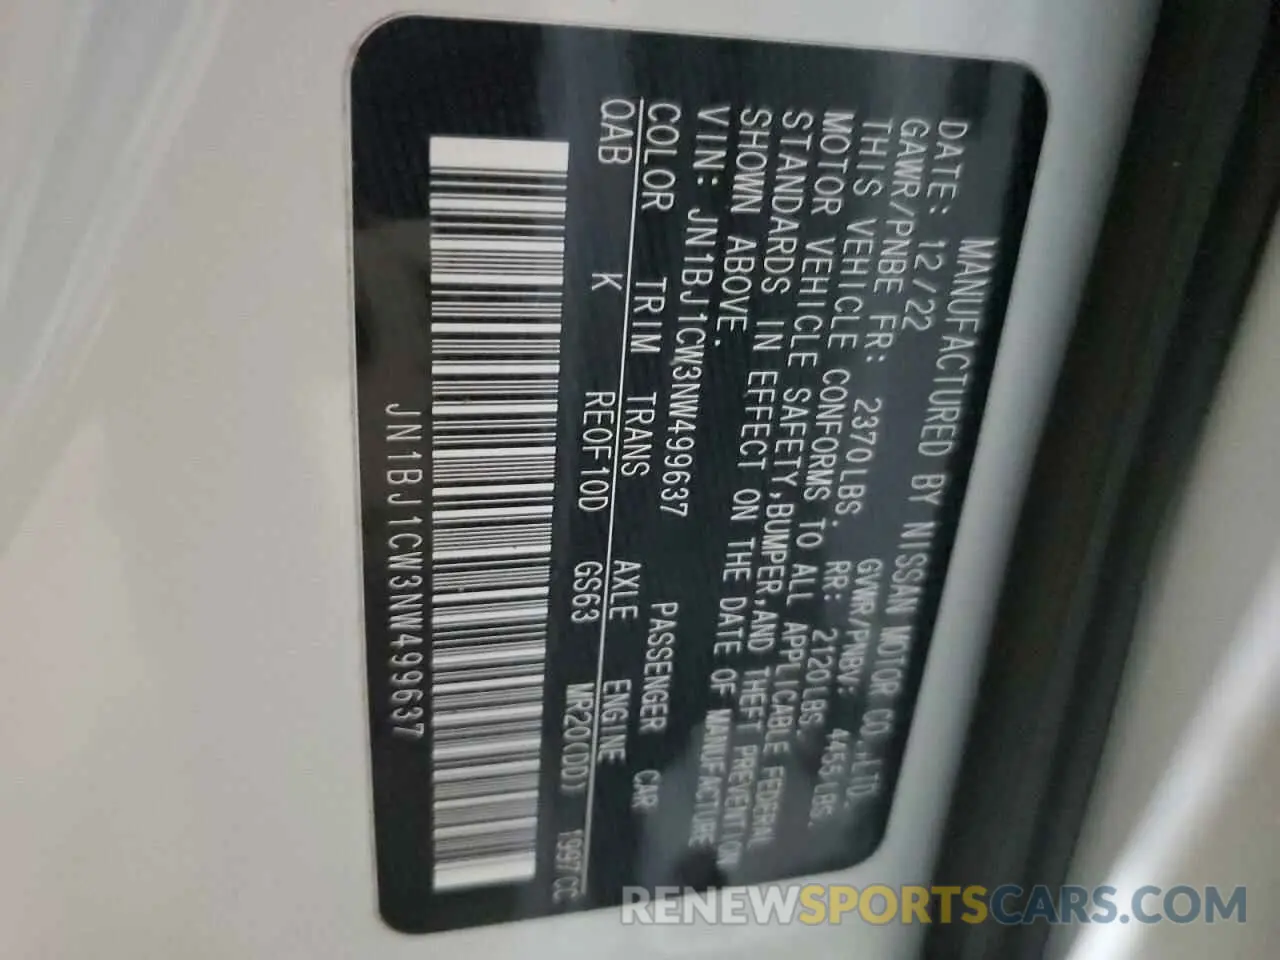 MANUFACTURED BY NISSAN MOTOR CO.,LTD.
DATE: 12/22 GVWR/PNBV: 4455LBS.
GAWR/PNBE FR: 2370LBS. RR: 2120LBS.
THIS VEHICLE CONFORMS TO ALL APPLICABLE FEDERAL
MOTOR VEHICLE SAFETY,BUMPER,AND THEFT PREVENTION
STANDARDS IN EFFECT ON THE DATE OF MANUFACTURE
SHOWN ABOVE.
VIN: JN1BJ1CW3NW499637 PASSENGER CAR
COLOR TRIM TRANS AXLE ENGINE
QAB K RE0F10D GS63 MR20(DD) 1997CC
JN1BJ1CW3NW499637
RENEWSPORTSCARS.COM